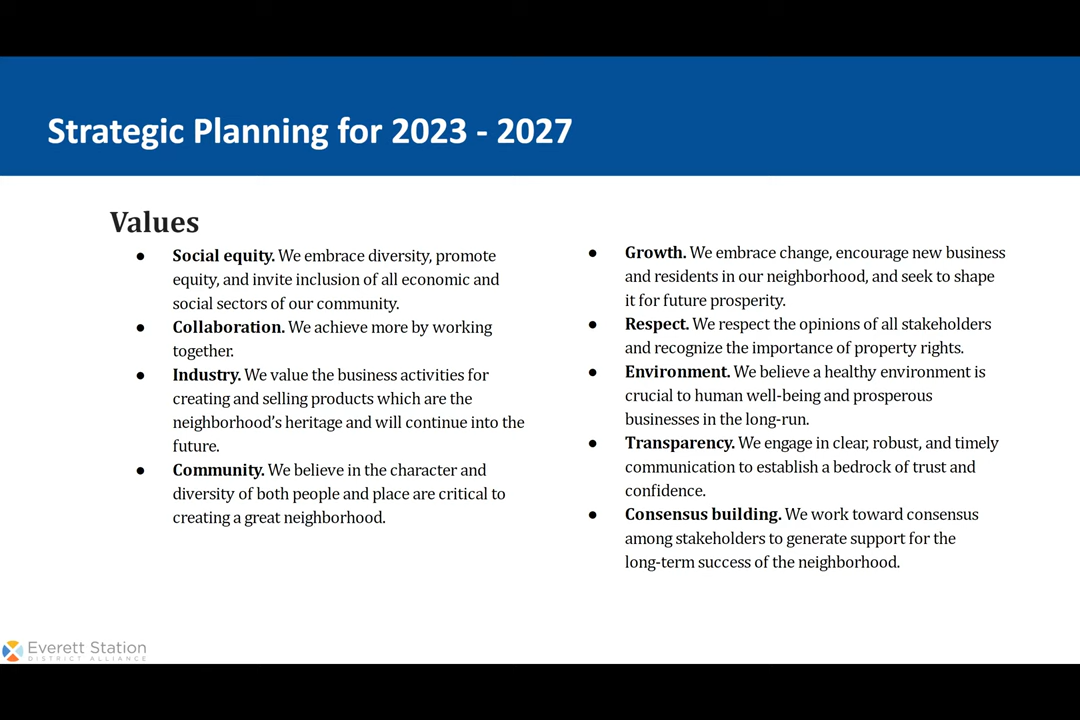 Strategic Planning for 2023 - 2027
Values
● Social equity. We embrace diversity, promote
equity, and invite inclusion of all economic and
social sectors of our community.
● Collaboration. We achieve more by working
together.
● Industry. We value the business activities for
creating and selling products which are the
neighborhood's heritage and will continue into the
future.
● Community. We believe in the character and
diversity of both people and place are critical to
creating a great neighborhood.
● Growth. We embrace change, encourage new business
and residents in our neighborhood, and seek to shape
it for future prosperity.
● Respect. We respect the opinions of all stakeholders
and recognize the importance of property rights.
● Environment. We believe a healthy environment is
crucial to human well-being and prosperous
businesses in the long-run.
● Transparency. We engage in clear, robust, and timely
communication to establish a bedrock of trust and
confidence.
● Consensus building. We work toward consensus
among stakeholders to generate support for the
long-term success of the neighborhood.
Everett Station
DISTRICT ALLIANCE